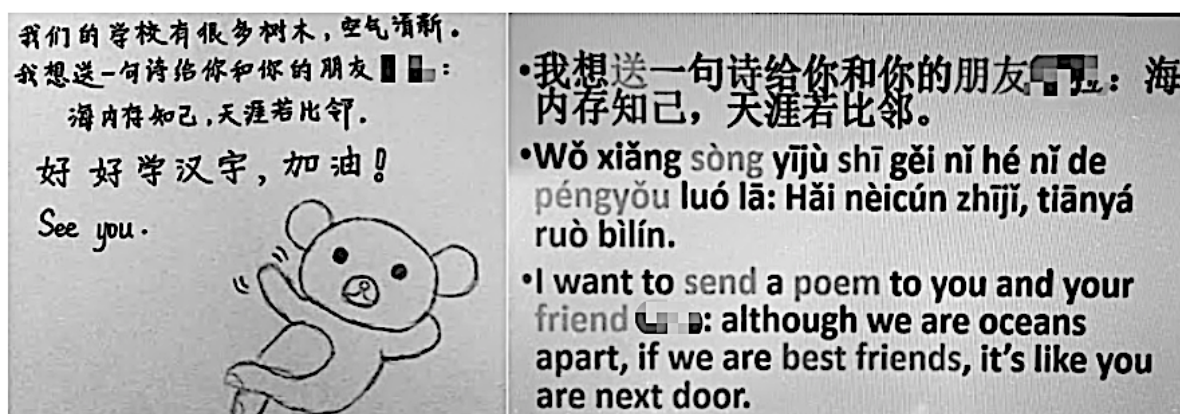 我们的学校有很多树木，空气清新。
我想送一句诗给你和你的朋友：
海内存知己，天涯若比邻。
好好学汉字，加油！
See you.
•我想送一句诗给你和你的朋友拉：海
内存知己，天涯若比邻。
•Wǒ xiǎng sòng yījù shī gěi nǐ hé nǐ de
péngyǒu luó lā: Hǎi nèicún zhījǐ, tiānyá
ruò bìlín.
•I want to send a poem to you and your
friend : although we are oceans
apart, if we are best friends, it's like you
are next door.